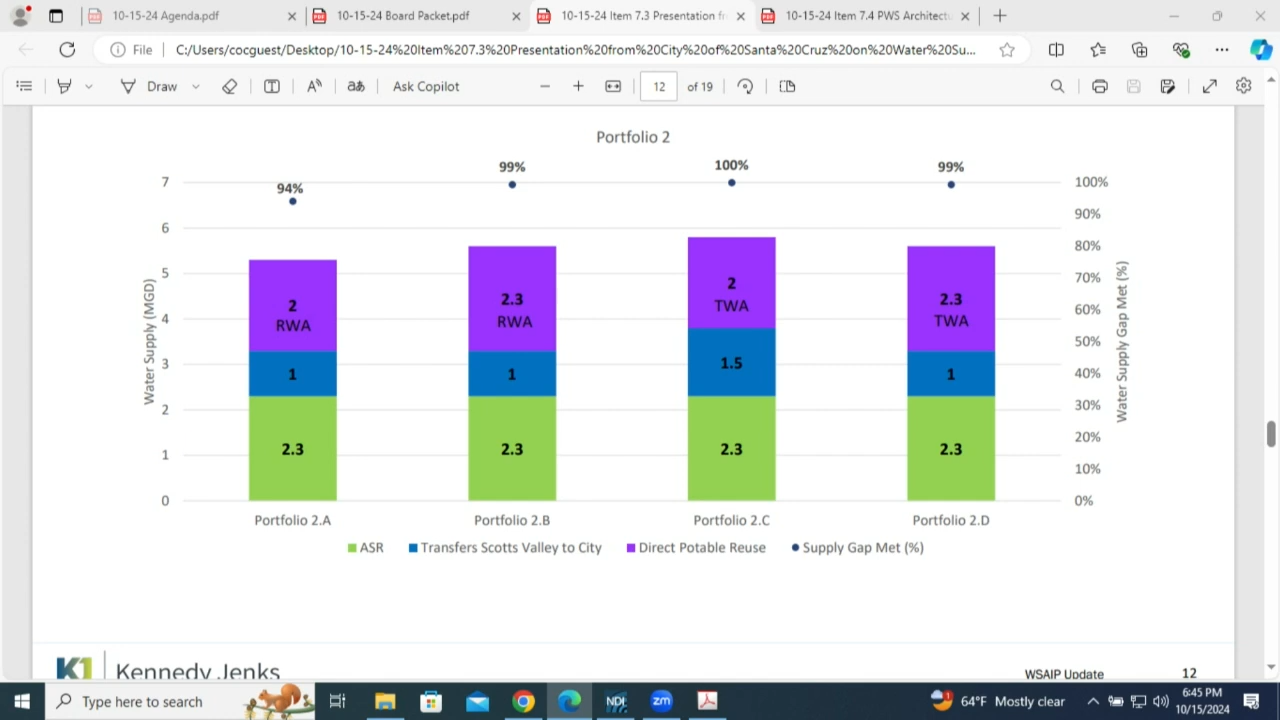 10-15-24 Agenda.pdf
10-15-24 Board Packet.pdf
10-15-24 Item 7.3 Presentation fr
10-15-24 Item 7.4 PWS Architectu
File
C:/Users/cocguest/Desktop/10-15-24%20Item%207.3%20Presentation%20from%20City%20of%20Santa%20Cruz%20on%20Water%20Su...
Draw
Ask Copilot
12 of 19
Portfolio 2
94%
99%
100%
99%
7
6
5
4
3
2
1
0
Water Supply (MGD)
2
RWA
1
2.3
2.3
RWA
1
2.3
2
TWA
1.5
2.3
2.3
TWA
1
2.3
100%
90%
80%
70%
60%
50%
40%
30%
20%
10%
0%
Water Supply Gap Met (%)
Portfolio 2.A
Portfolio 2.B
Portfolio 2.C
Portfolio 2.D
ASR
Transfers Scotts Valley to City
Direct Potable Reuse
Supply Gap Met (%)
KJ Kennedy Jenks
WSAIP Update
12
Type here to search
64°F Mostly clear
6:45 PM
10/15/2024